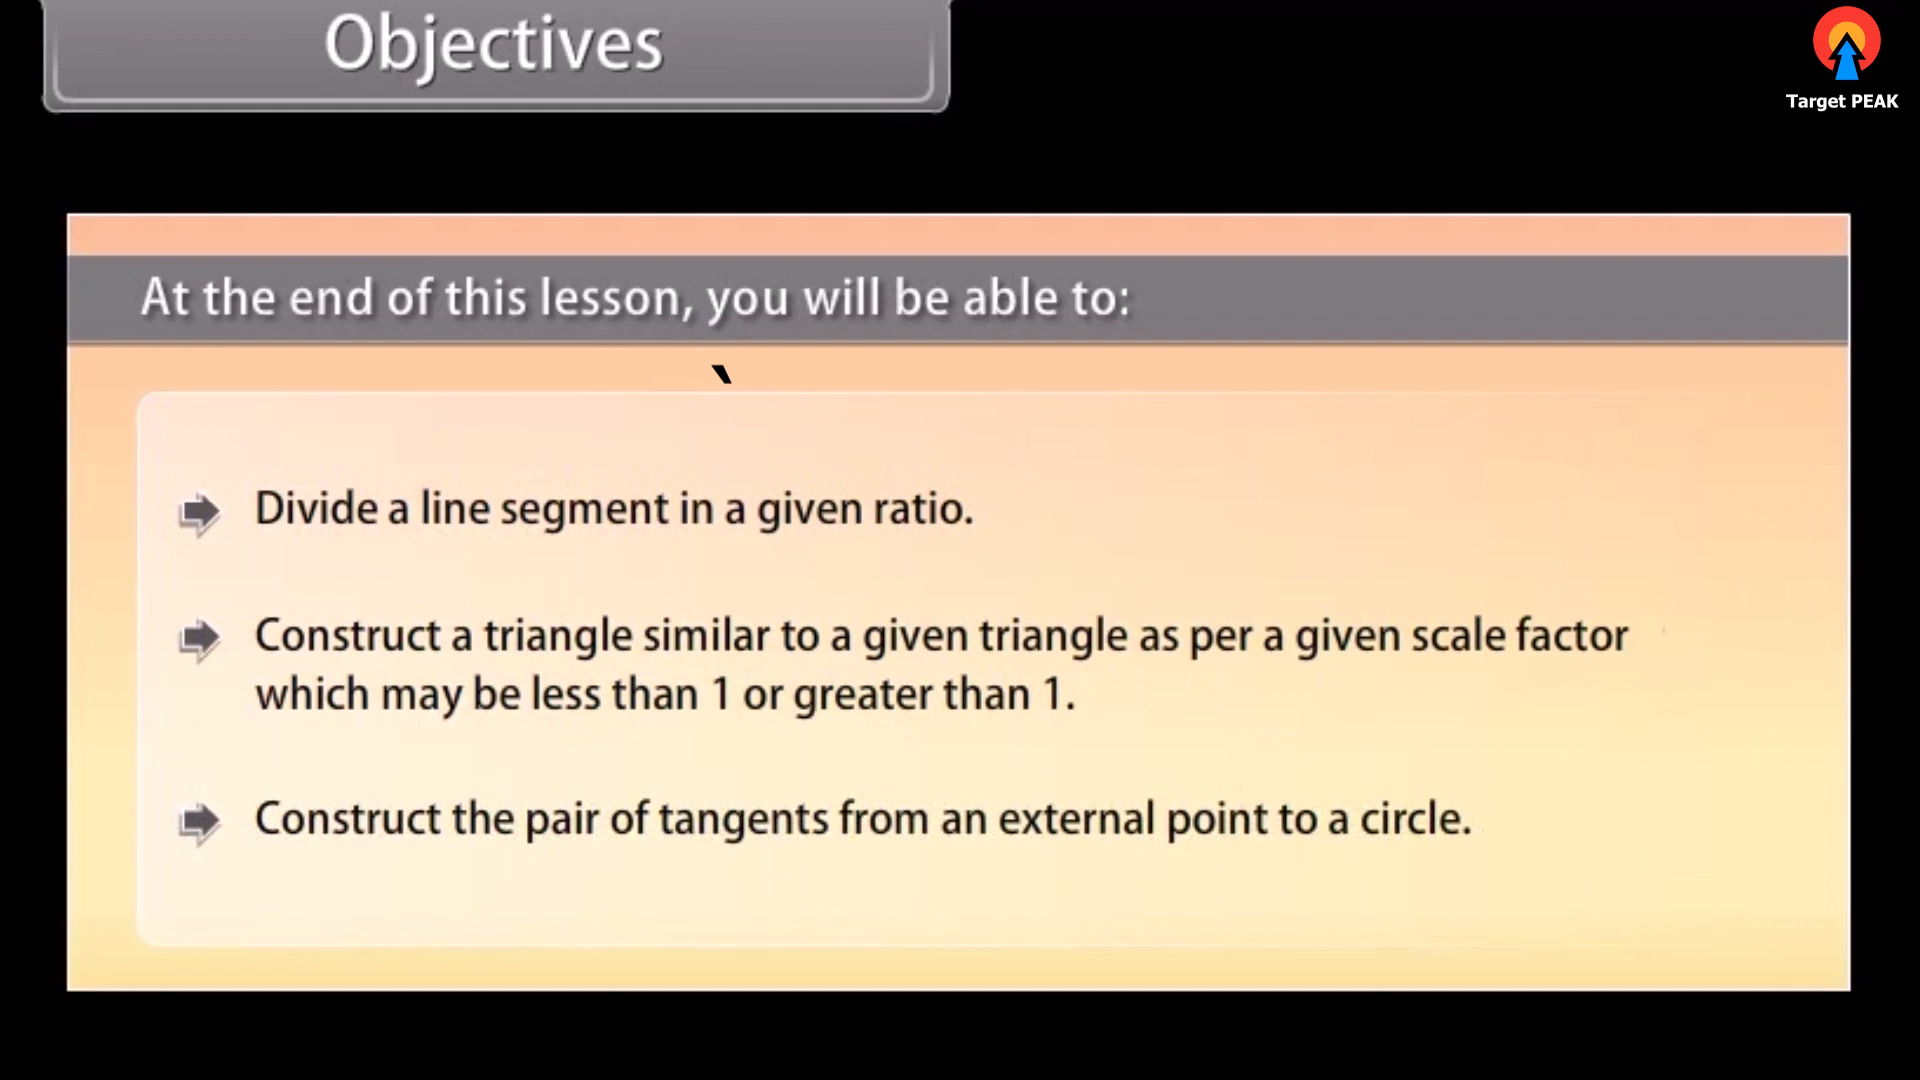 Objectives
Target PEAK
At the end of this lesson, you will be able to:
`
Divide a line segment in a given ratio.
Construct a triangle similar to a given triangle as per a given scale factor
which may be less than 1 or greater than 1.
Construct the pair of tangents from an external point to a circle.